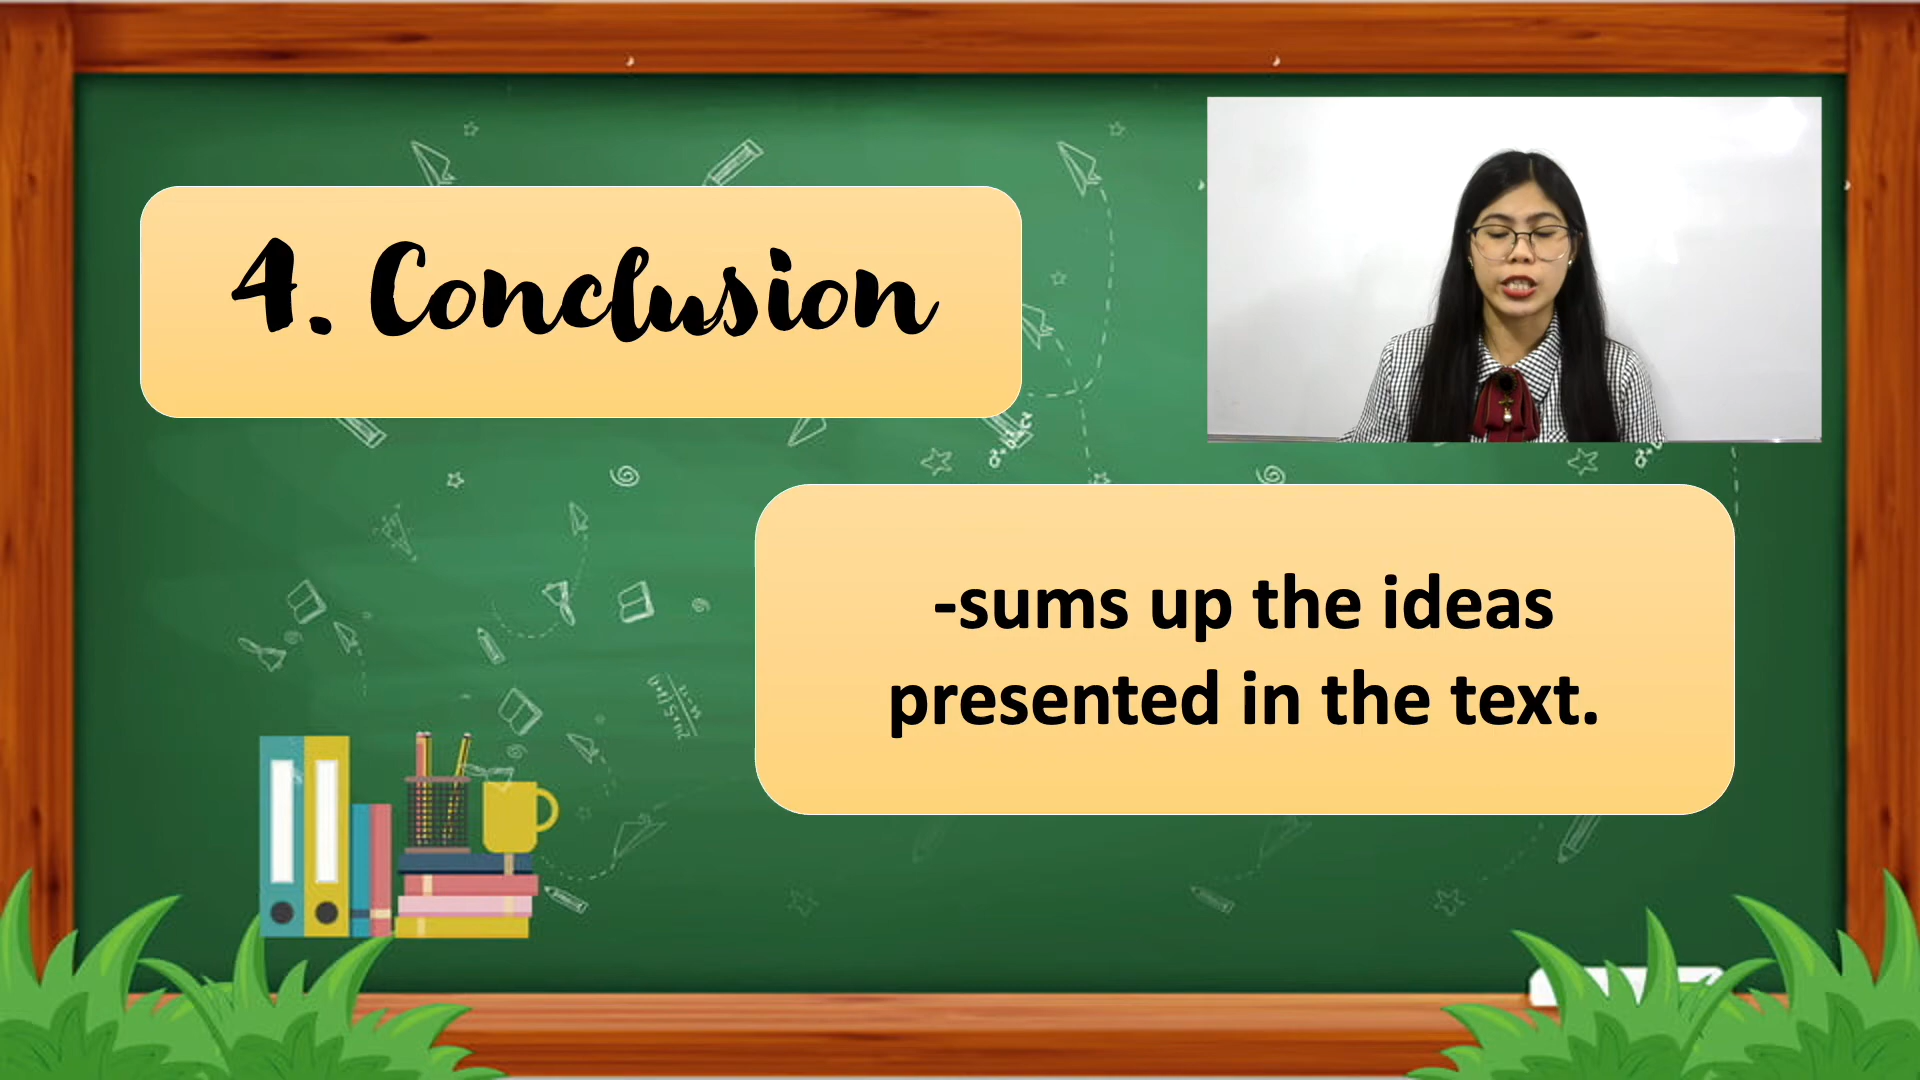 4. Conclusion
-sums up the ideas
presented in the text.